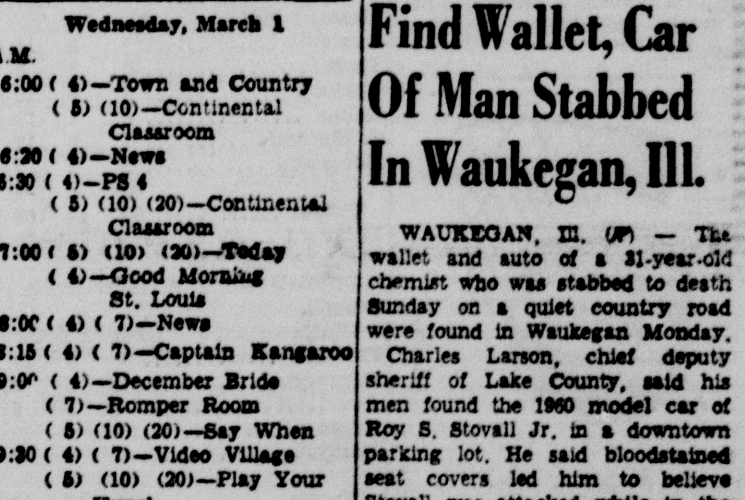 Wednesday, March 1
A.M.
6:00 ( 4)—Town and Country
( 5) (10)—Continental
Classroom
6:20 ( 4)—News
6:30 ( 4)—PS 4
( 5) (10) (20)—Continental
Classroom
7:00 ( 5) (10) (20)—Today
( 4)—Good Morning
St. Louis
8:00 ( 4) ( 7)—News
8:15 ( 4) ( 7)—Captain Kangaroo
9:00 ( 4)—December Bride
( 7)—Romper Room
( 5) (10) (20)—Say When
9:30 ( 4) ( 7)—Video Village
( 5) (10) (20)—Play Your
Find Wallet, Car
Of Man Stabbed
In Waukegan, Ill.
WAUKEGAN, Ill. (AP) — The
wallet and auto of a 31-year-old
chemist who was stabbed to death
Sunday on a quiet country road
were found in Waukegan Monday.
Charles Larson, chief deputy
sheriff of Lake County, said his
men found the 1960 model car of
Roy S. Stovall Jr. in a downtown
parking lot. He said bloodstained
seat covers led him to believe
Stovall was attacked while in the